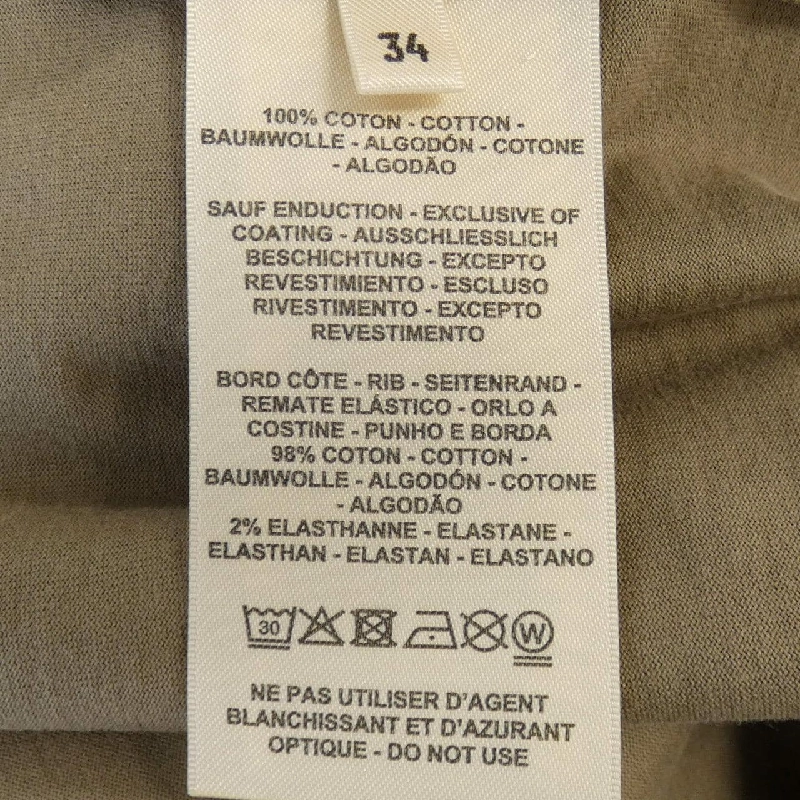 34
100% COTON - COTTON -
BAUMWOLLE - ALGODÓN - COTONE
- ALGODÃO
SAUF ENDUCTION - EXCLUSIVE OF
COATING - AUSSCHLIESSLICH
BESCHICHTUNG - EXCEPTO
REVESTIMIENTO - ESCLUSO
RIVESTIMENTO - EXCEPTO
REVESTIMENTO
BORD CÔTE - RIB - SEITENRAND -
REMATE ELÁSTICO - ORLO A
COSTINE - PUNHO E BORDA
98% COTON - COTTON -
BAUMWOLLE - ALGODÓN - COTONE
- ALGODÃO
2% ELASTHANNE - ELASTANE -
ELASTHAN - ELASTAN - ELASTANO
30 W
NE PAS UTILISER D'AGENT
BLANCHISSANT ET D'AZURANT
OPTIQUE - DO NOT USE